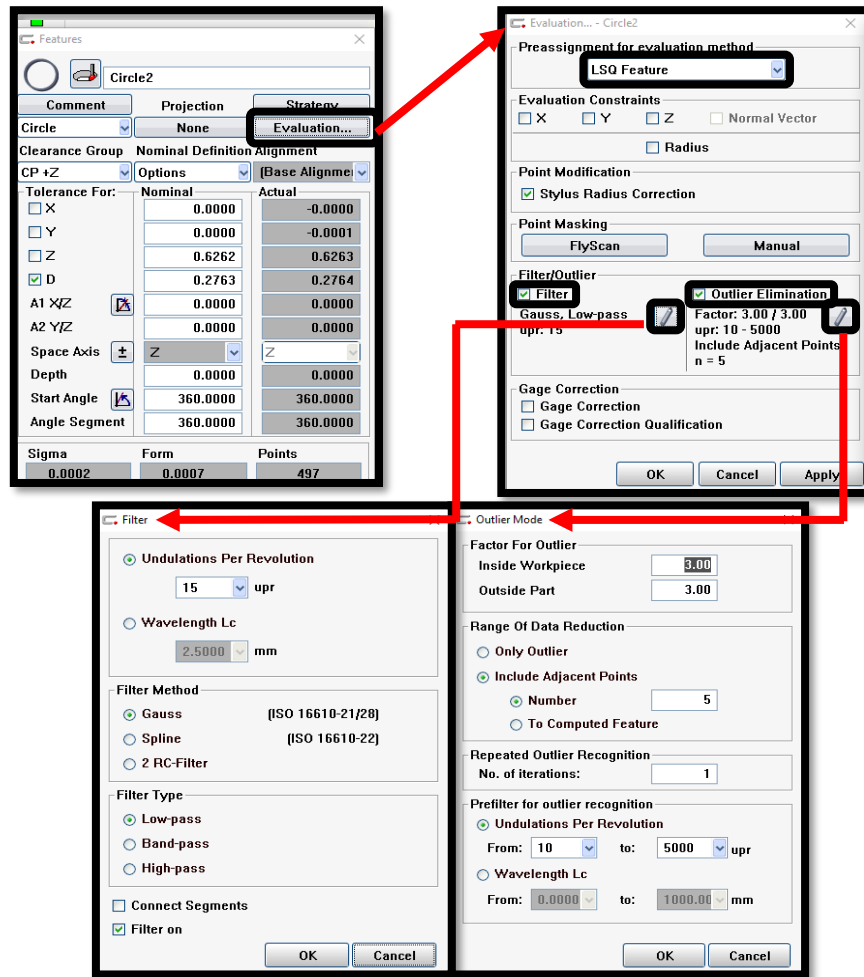 Features
Circle2
Comment Projection Strategy
Circle None Evaluation...
Clearance Group Nominal Definition Alignment
CP +Z Options (Base Alignme
Tolerance For: Nominal Actual
X 0.0000 -0.0000
Y 0.0000 -0.0001
Z 0.6262 0.6263
D 0.2763 0.2764
A1 X/Z 0.0000 0.0000
A2 Y/Z 0.0000 0.0000
Space Axis ± Z Z
Depth 0.0000 0.0000
Start Angle 360.0000 360.0000
Angle Segment 360.0000 360.0000
Sigma Form Points
0.0002 0.0007 497
Evaluation... - Circle2
Preassignment for evaluation method
LSQ Feature
Evaluation Constraints
X Y Z Normal Vector
Radius
Point Modification
Stylus Radius Correction
Point Masking
FlyScan Manual
Filter/Outlier
Filter Outlier Elimination
Gauss, Low-pass Factor: 3.00 / 3.00
upr: 15 upr: 10 - 5000
Include Adjacent Points
n = 5
Gage Correction
Gage Correction
Gage Correction Qualification
OK Cancel Apply
Filter
Undulations Per Revolution
15 upr
Wavelength Lc
2.5000 mm
Filter Method
Gauss (ISO 16610-21/28)
Spline (ISO 16610-22)
2 RC-Filter
Filter Type
Low-pass
Band-pass
High-pass
Connect Segments
Filter on
OK Cancel
Outlier Mode
Factor For Outlier
Inside Workpiece 3.00
Outside Part 3.00
Range Of Data Reduction
Only Outlier
Include Adjacent Points
Number 5
To Computed Feature
Repeated Outlier Recognition
No. of iterations: 1
Prefilter for outlier recognition
Undulations Per Revolution
From: 10 to: 5000 upr
Wavelength Lc
From: 0.0000 to: 1000.00 mm
OK Cancel